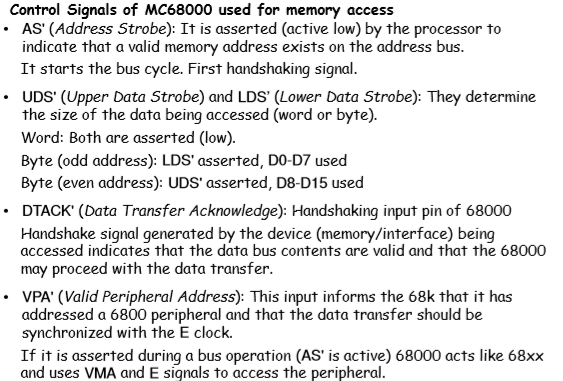 Control Signals of MC68000 used for memory access
• AS' (Address Strobe): It is asserted (active low) by the processor to
indicate that a valid memory address exists on the address bus.
It starts the bus cycle. First handshaking signal.
• UDS' (Upper Data Strobe) and LDS' (Lower Data Strobe): They determine
the size of the data being accessed (word or byte).
Word: Both are asserted (low).
Byte (odd address): LDS' asserted, D0-D7 used
Byte (even address): UDS' asserted, D8-D15 used
• DTACK' (Data Transfer Acknowledge): Handshaking input pin of 68000
Handshake signal generated by the device (memory/interface) being
accessed indicates that the data bus contents are valid and that the 68000
may proceed with the data transfer.
• VPA' (Valid Peripheral Address): This input informs the 68k that it has
addressed a 6800 peripheral and that the data transfer should be
synchronized with the E clock.
If it is asserted during a bus operation (AS' is active) 68000 acts like 68xx
and uses VMA and E signals to access the peripheral.